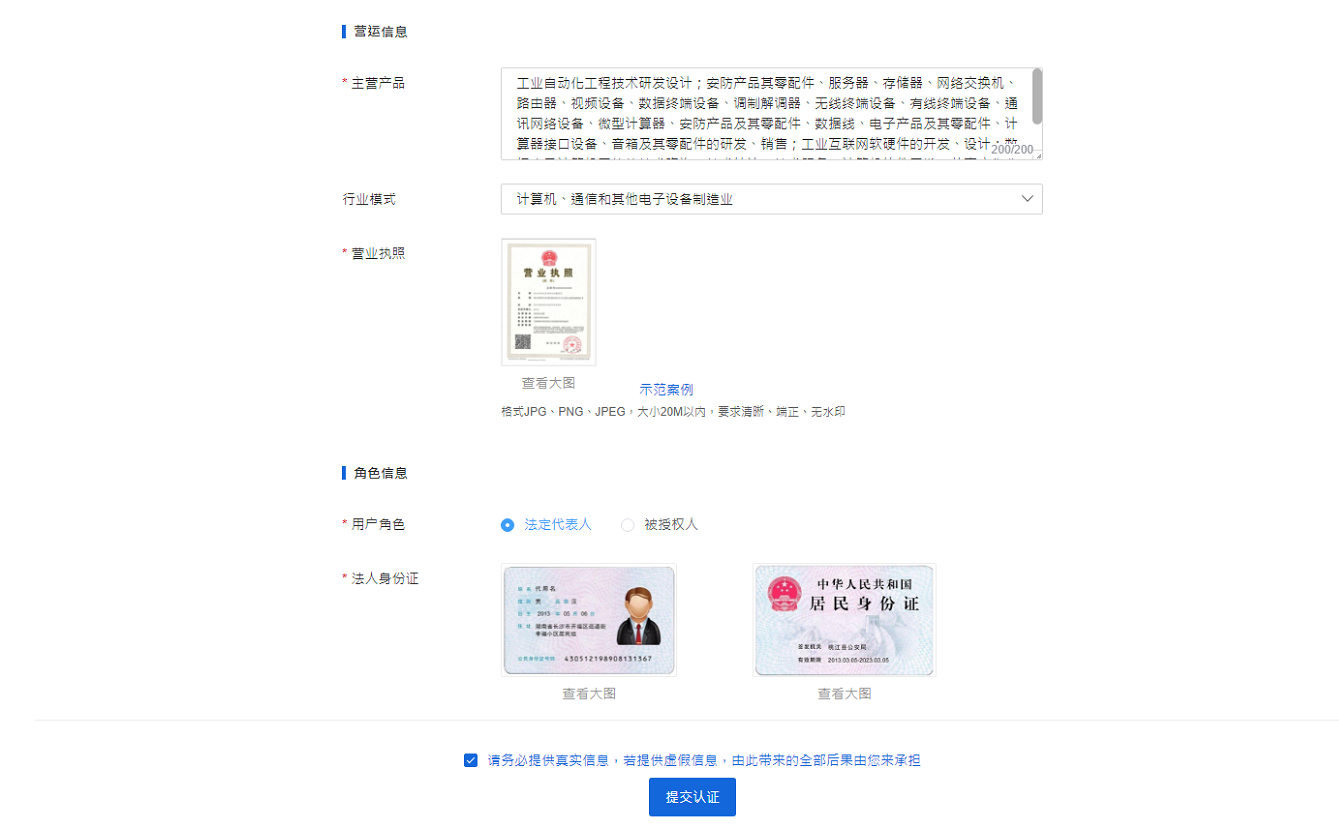 营运信息
* 主营产品
工业自动化工程技术研发设计；安防产品其零配件、服务器、存储器、网络交换机、
路由器、视频设备、数据终端设备、调制解调器、无线终端设备、有线终端设备、通
讯网络设备、微型计算器、安防产品及其零配件、数据线、电子产品及其零配件、计
算器接口设备、音箱及其零配件的研发、销售；工业互联网软硬件的开发、设计；数
200/200
行业模式
计算机、通信和其他电子设备制造业
* 营业执照
营业执照
查看大图
示范案例
格式JPG、PNG、JPEG，大小20M以内，要求清晰、端正、无水印
角色信息
* 用户角色
法定代表人
被授权人
* 法人身份证
姓名 代用名
2013 年 05 月 06 日
湖南省长沙市开福区
幸福小区居民组
430512198908131367
查看大图
中华人民共和国
居民身份证
签发机关 桃江县公安局
有效期限 2013.03.05-2023.03.05
查看大图
请务必提供真实信息，若提供虚假信息，由此带来的全部后果由您来承担
提交认证